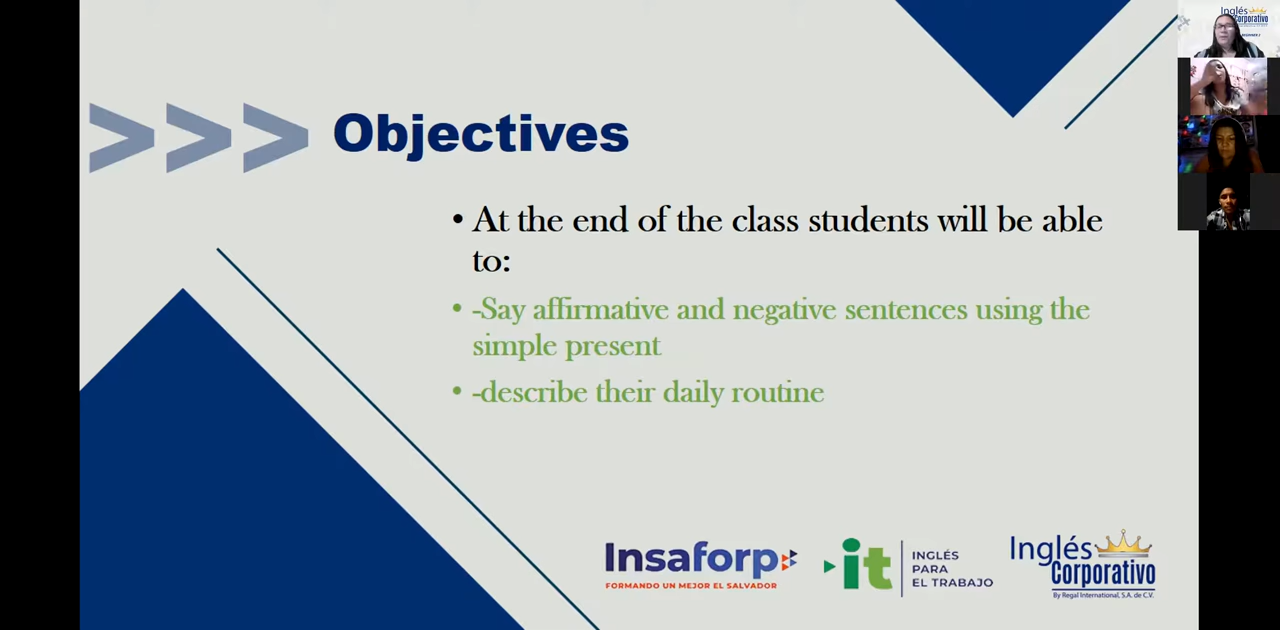 >>> Objectives
• At the end of the class students will be able
to:
• -Say affirmative and negative sentences using the
simple present
• -describe their daily routine
Insaforp
FORMANDO UN MEJOR EL SALVADOR
it
INGLÉS
PARA
EL TRABAJO
Inglés
Corporativo
By Regal International, S.A. de C.V.
Inglés
Corporativo